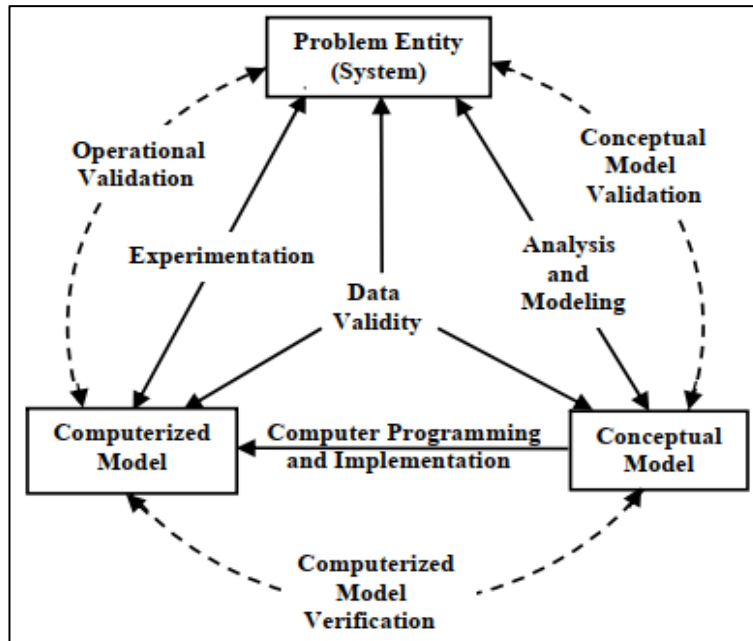 Problem Entity
(System)
Operational
Validation
Conceptual
Model
Validation
Experimentation
Analysis
and
Modeling
Data
Validity
Computerized
Model
Computer Programming
and Implementation
Conceptual
Model
Computerized
Model
Verification